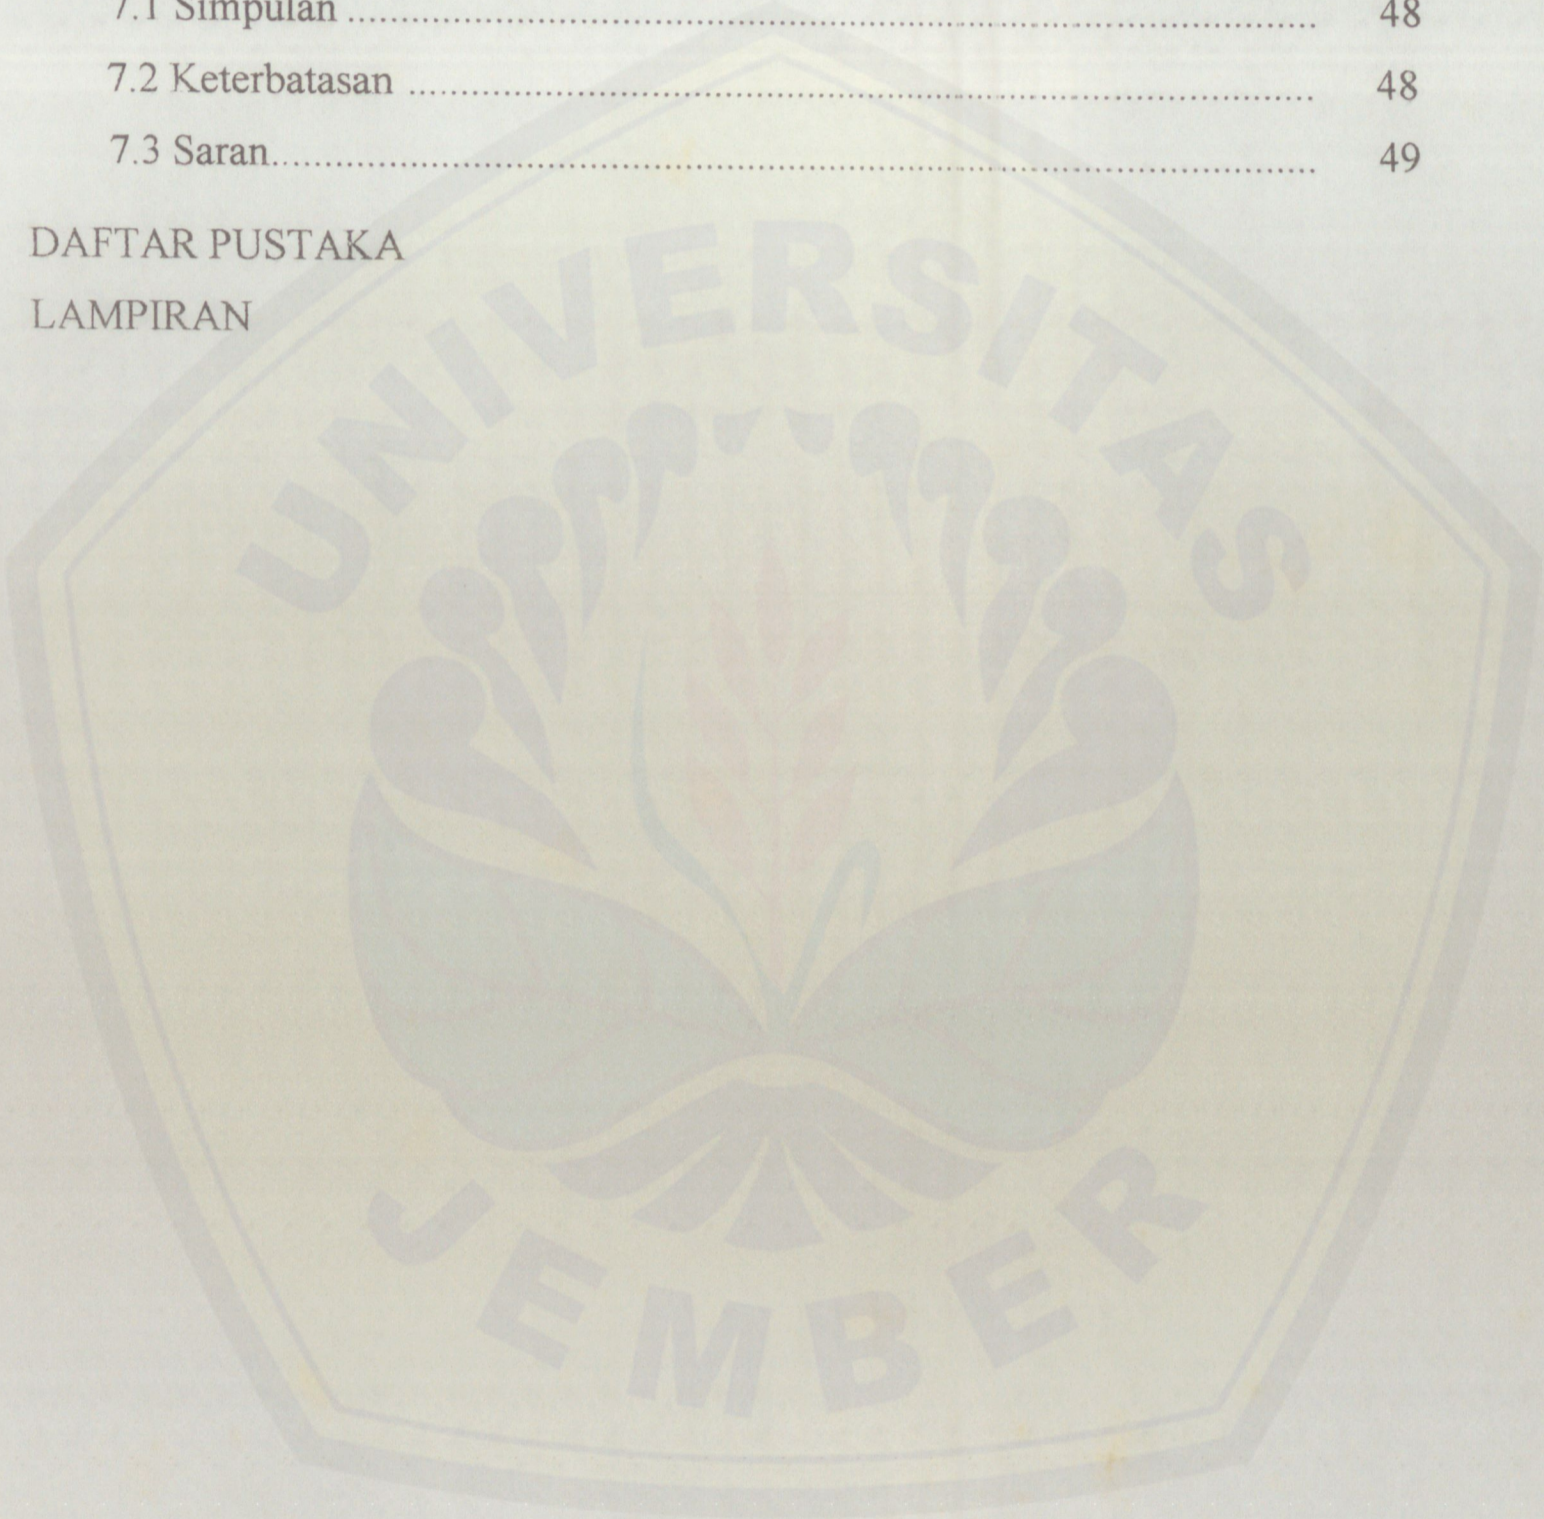 7.1 Simpulan ........................................................ 48
7.2 Keterbatasan ........................................................ 48
7.3 Saran........................................................ 49
DAFTAR PUSTAKA
LAMPIRAN
UNIVERSITAS
JEMBER